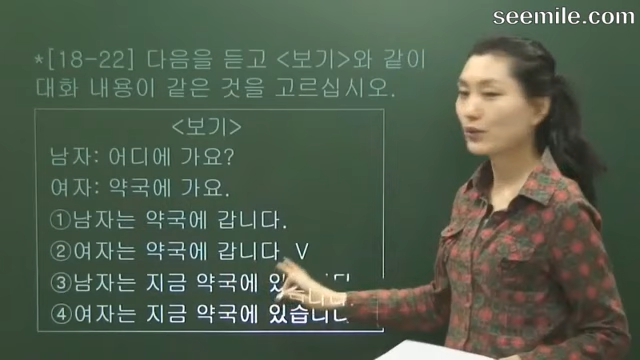 seemile.com
*[18-22] 다음을 듣고 <보기>와 같이
대화 내용이 같은 것을 고르십시오.
<보기>
남자: 어디에 가요?
여자: 약국에 가요.
①남자는 약국에 갑니다.
②여자는 약국에 갑니다. V
③남자는 지금 약국에 있습니다.
④여자는 지금 약국에 있습니다